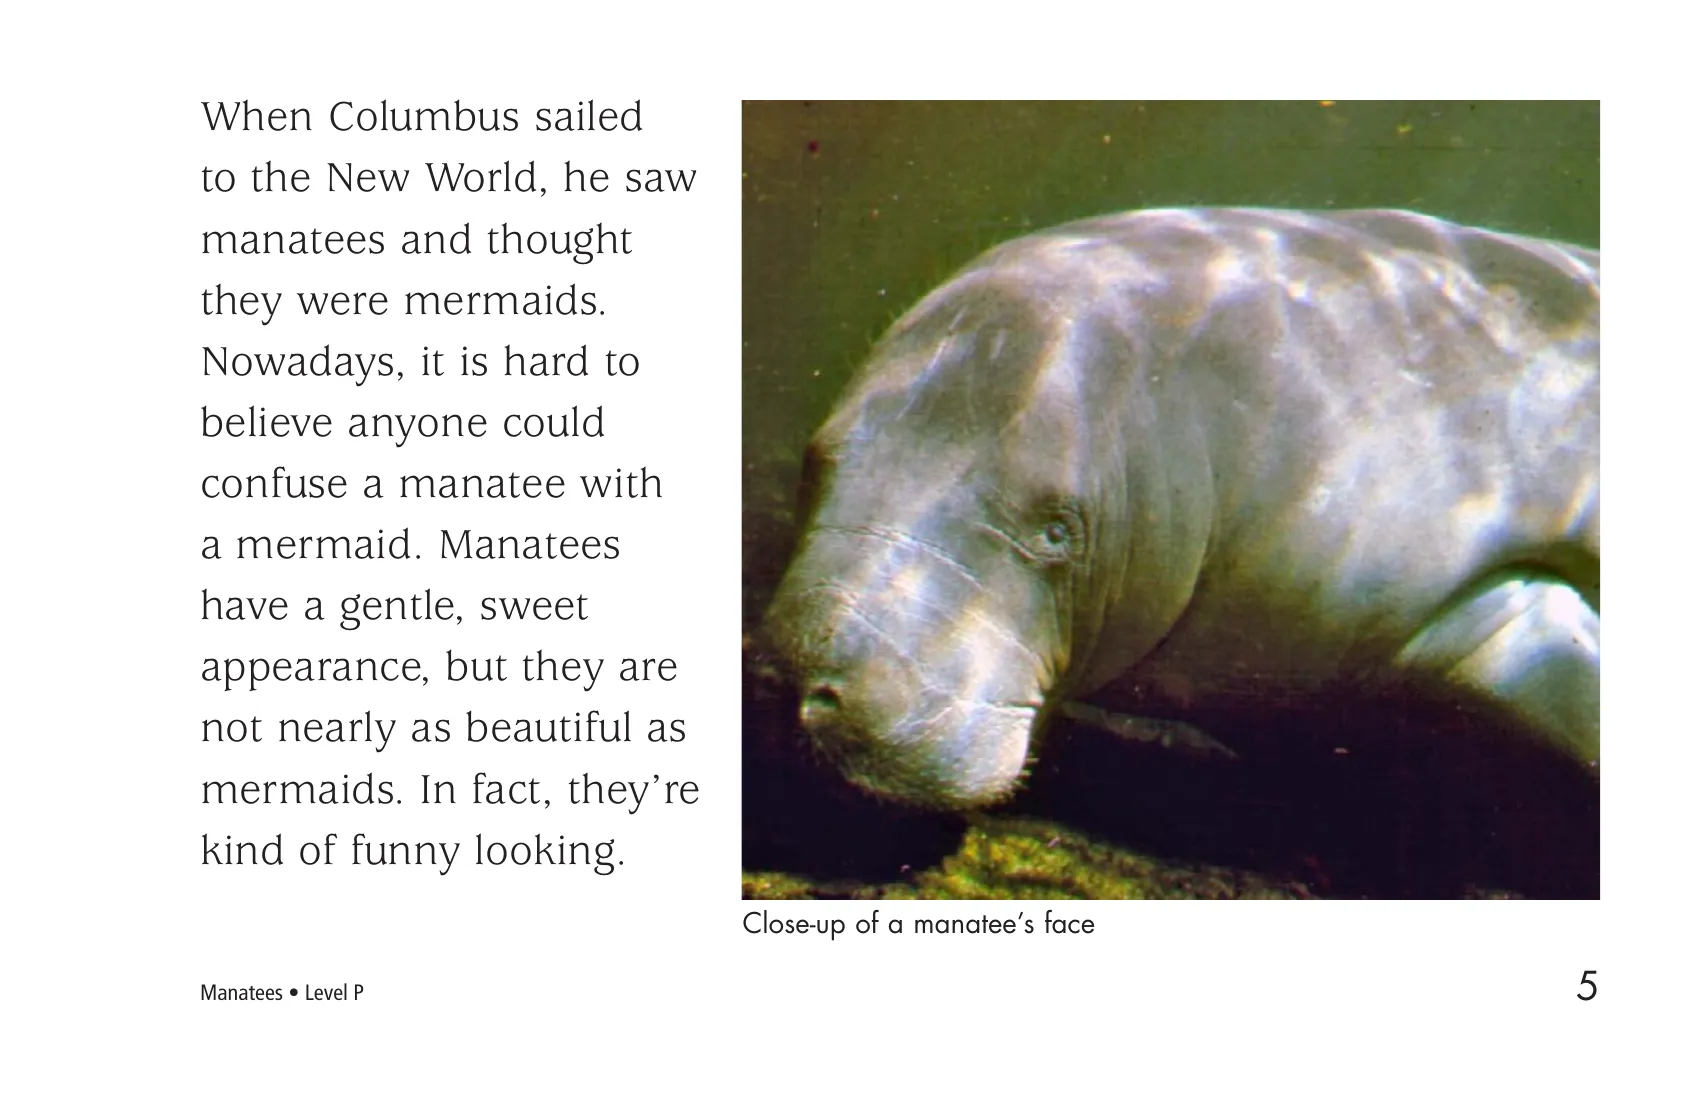 When Columbus sailed
to the New World, he saw
manatees and thought
they were mermaids.
Nowadays, it is hard to
believe anyone could
confuse a manatee with
a mermaid. Manatees
have a gentle, sweet
appearance, but they are
not nearly as beautiful as
mermaids. In fact, they’re
kind of funny looking.
Close-up of a manatee’s face
Manatees • Level P
5